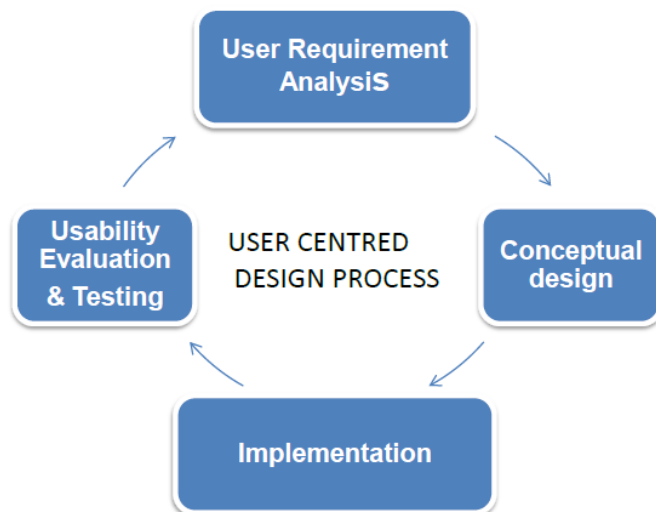 User Requirement
AnalysiS
Usability
Evaluation
& Testing
USER CENTRED
DESIGN PROCESS
Conceptual
design
Implementation